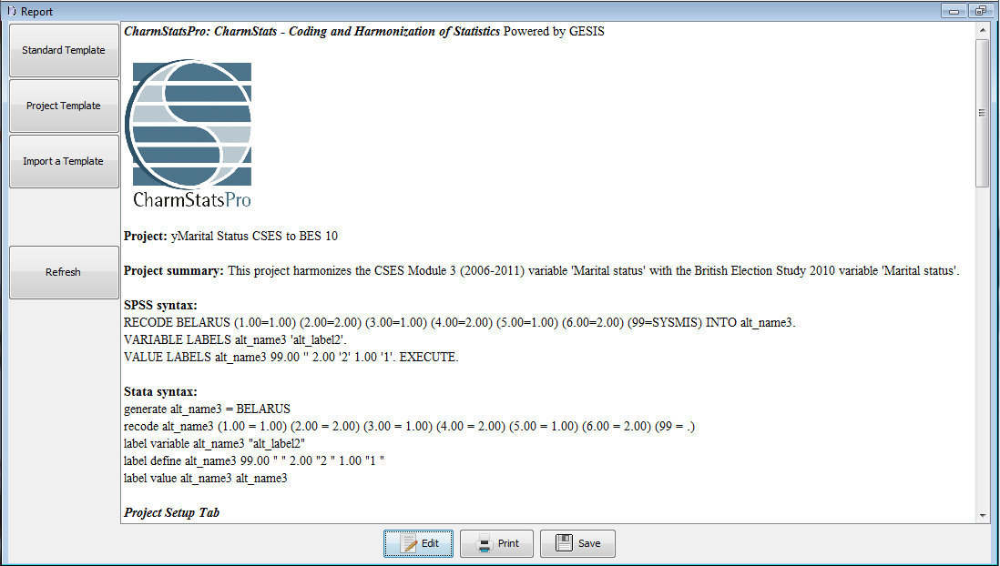 Report
Standard Template
Project Template
Import a Template
Refresh
CharmStatsPro: CharmStats - Coding and Harmonization of Statistics Powered by GESIS
CharmStatsPro
Project: yMarital Status CSES to BES 10
Project summary: This project harmonizes the CSES Module 3 (2006-2011) variable 'Marital status' with the British Election Study 2010 variable 'Marital status'.
SPSS syntax:
RECODE BELARUS (1.00=1.00) (2.00=2.00) (3.00=1.00) (4.00=2.00) (5.00=1.00) (6.00=2.00) (99=SYSMIS) INTO alt_name3.
VARIABLE LABELS alt_name3 'alt_label2'.
VALUE LABELS alt_name3 99.00 '' 2.00 '2' 1.00 '1'. EXECUTE.
Stata syntax:
generate alt_name3 = BELARUS
recode alt_name3 (1.00 = 1.00) (2.00 = 2.00) (3.00 = 1.00) (4.00 = 2.00) (5.00 = 1.00) (6.00 = 2.00) (99 = .)
label variable alt_name3 "alt_label2"
label define alt_name3 99.00 " " 2.00 "2 " 1.00 "1 "
label value alt_name3 alt_name3
Project Setup Tab
Edit Print Save